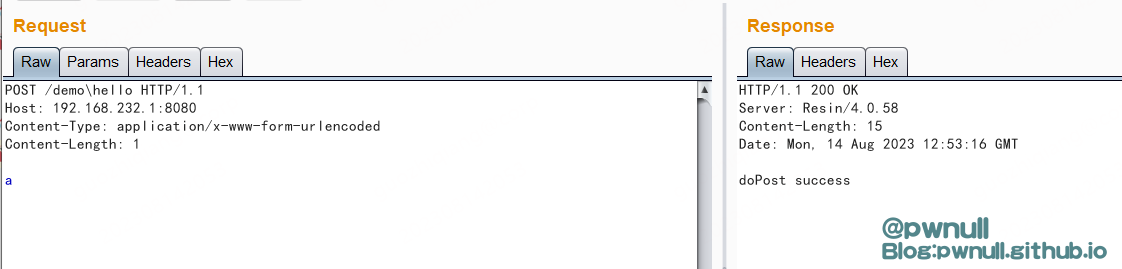 Request
Raw Params Headers Hex
POST /demo\hello HTTP/1.1
Host: 192.168.232.1:8080
Content-Type: application/x-www-form-urlencoded
Content-Length: 1
a
Response
Raw Headers Hex
HTTP/1.1 200 OK
Server: Resin/4.0.58
Content-Length: 15
Date: Mon, 14 Aug 2023 12:53:16 GMT
doPost success
@pwnull
Blog:pwnull.github.io